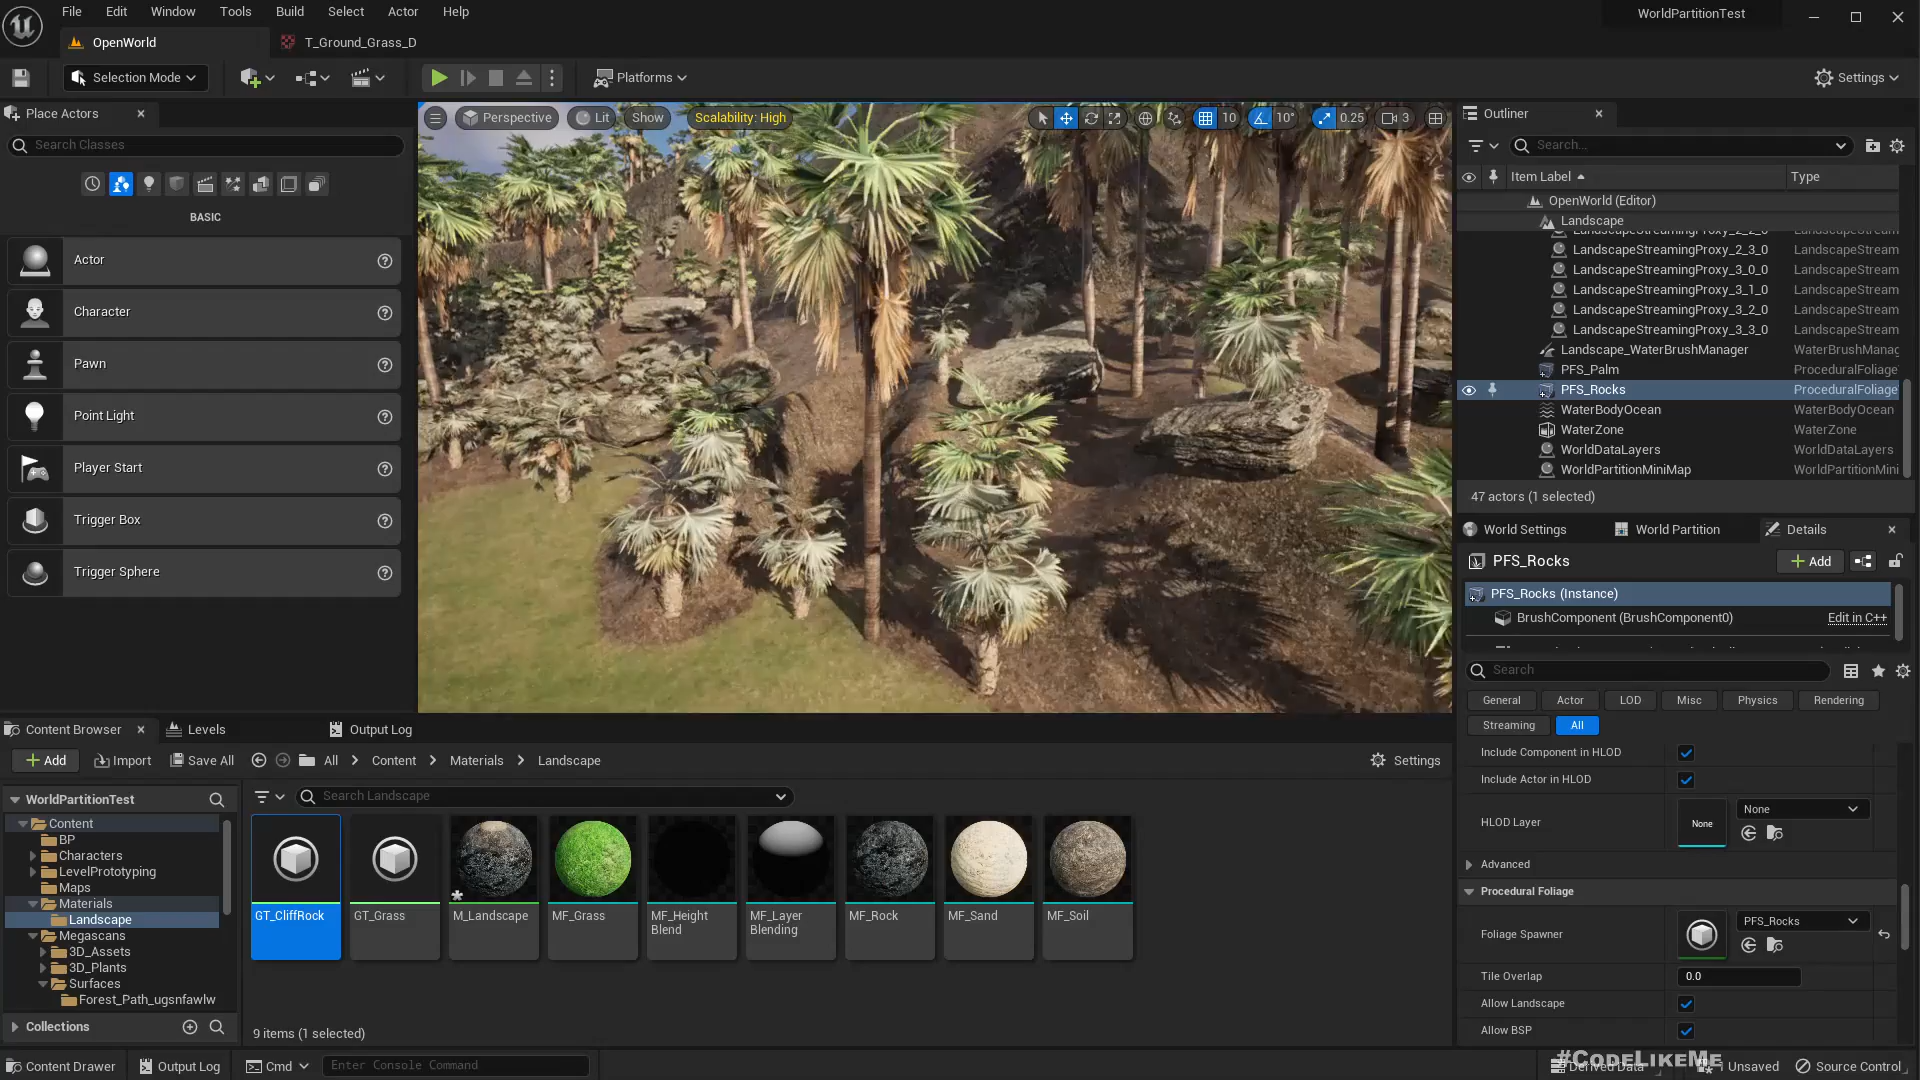 File Edit Window Tools Build Select Actor Help
WorldPartitionTest
OpenWorld
T_Ground_Grass_D
Selection Mode
Platforms
Settings
Place Actors
Search Classes
BASIC
Actor
Character
Pawn
Point Light
Player Start
Trigger Box
Trigger Sphere
Perspective Lit Show Scalability: High
10 10° 0.25 3
Outliner
Search...
Item Label Type
OpenWorld (Editor)
Landscape
LandscapeStreamingProxy_2_2_0 LandscapeStream
LandscapeStreamingProxy_2_3_0 LandscapeStream
LandscapeStreamingProxy_3_0_0 LandscapeStream
LandscapeStreamingProxy_3_1_0 LandscapeStream
LandscapeStreamingProxy_3_2_0 LandscapeStream
LandscapeStreamingProxy_3_3_0 LandscapeStream
Landscape_WaterBrushManager WaterBrushManag
PFS_Palm ProceduralFoliage
PFS_Rocks ProceduralFoliage
WaterBodyOcean WaterBodyOcean
WaterZone WaterZone
WorldDataLayers WorldDataLayers
WorldPartitionMiniMap WorldPartitionMini
47 actors (1 selected)
World Settings World Partition Details
PFS_Rocks
Add
PFS_Rocks (Instance)
BrushComponent (BrushComponent0) Edit in C++
Search
General Actor LOD Misc Physics Rendering
Streaming All
Include Component in HLOD
Include Actor in HLOD
HLOD Layer
None
None
Advanced
Procedural Foliage
Foliage Spawner
PFS_Rocks
Tile Overlap 0.0
Allow Landscape
Allow BSP
Content Browser Levels Output Log
Add Import Save All All Content Materials Landscape Settings
WorldPartitionTest
Search Landscape
Content
BP
Characters
LevelPrototyping
Maps
Materials
Landscape
Megascans
3D_Assets
3D_Plants
Surfaces
Forest_Path_ugsnfawlw
Collections
GT_CliffRock
GT_Grass
M_Landscape
MF_Grass
MF_Height
Blend
MF_Layer
Blending
MF_Rock
MF_Sand
MF_Soil
9 items (1 selected)
Content Drawer Output Log Cmd Enter Console Command
Derived Data
1 Unsaved
Source Control
#CodeLikeMe